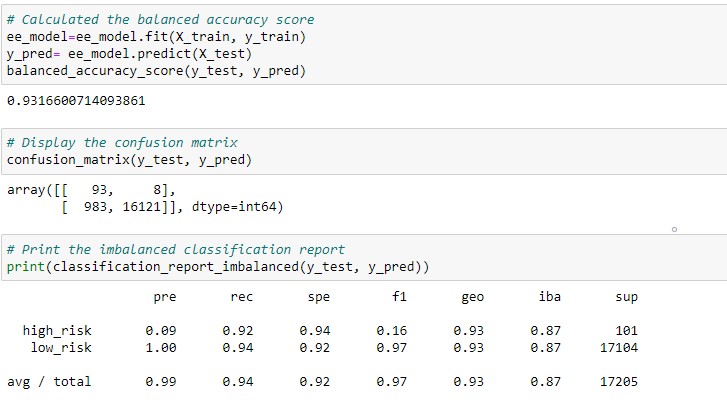 # Calculated the balanced accuracy score
ee_model=ee_model.fit(X_train, y_train)
y_pred= ee_model.predict(X_test)
balanced_accuracy_score(y_test, y_pred)
0.9316600714093861
# Display the confusion matrix
confusion_matrix(y_test, y_pred)
array([[   93,     8],
       [  983, 16121]], dtype=int64)
# Print the imbalanced classification report
print(classification_report_imbalanced(y_test, y_pred))
pre rec spe f1 geo iba sup
high_risk 0.09 0.92 0.94 0.16 0.93 0.87 101
low_risk 1.00 0.94 0.92 0.97 0.93 0.87 17104
avg / total 0.99 0.94 0.92 0.97 0.93 0.87 17205